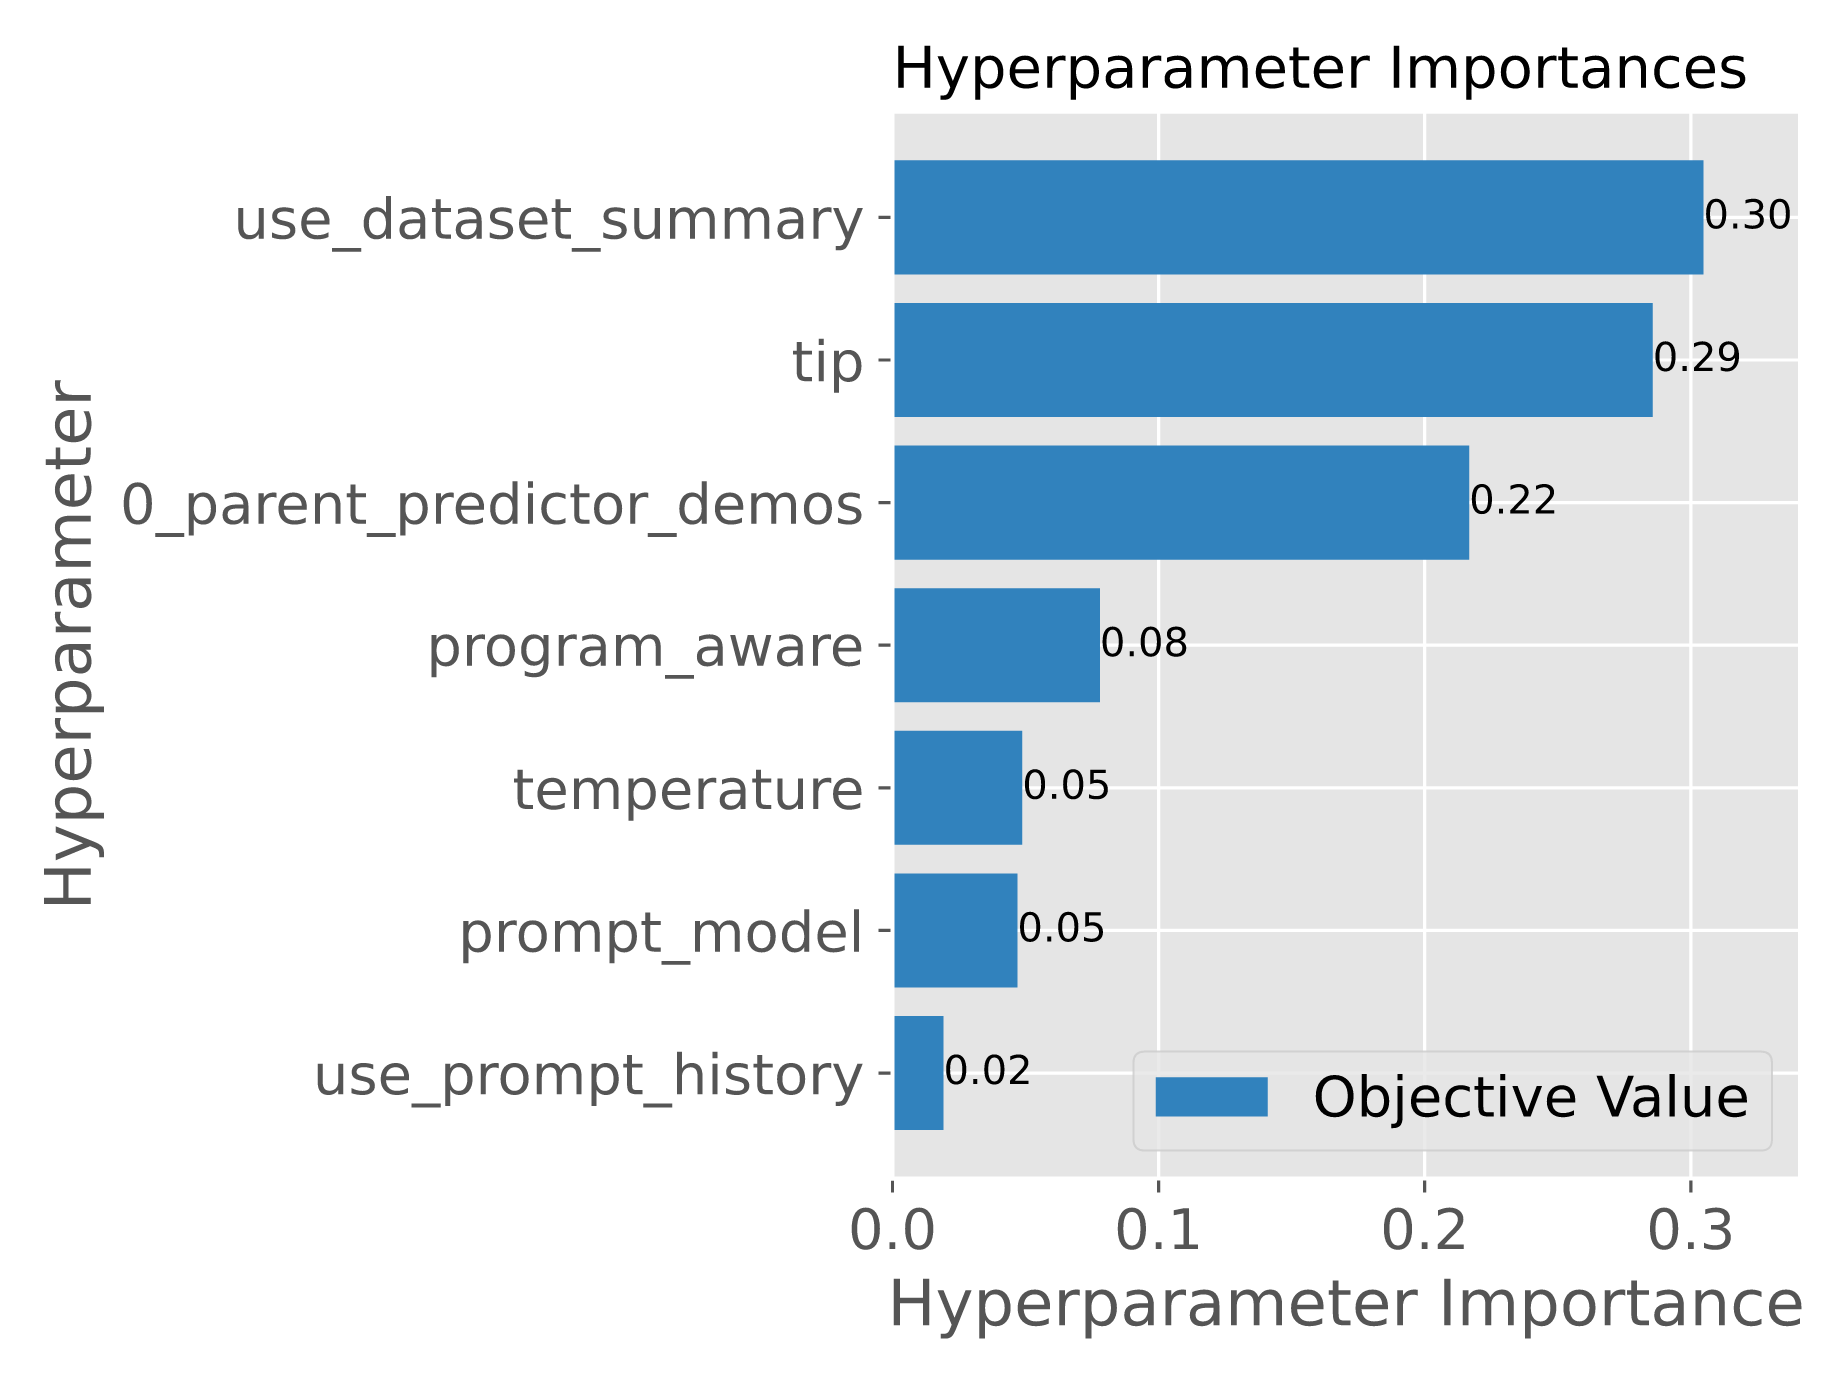 Hyperparameter Importances
Hyperparameter
use_dataset_summary
0.30
tip
0.29
0_parent_predictor_demos
0.22
program_aware
0.08
temperature
0.05
prompt_model
0.05
use_prompt_history
0.02
Objective Value
0.0
0.1
0.2
0.3
Hyperparameter Importance